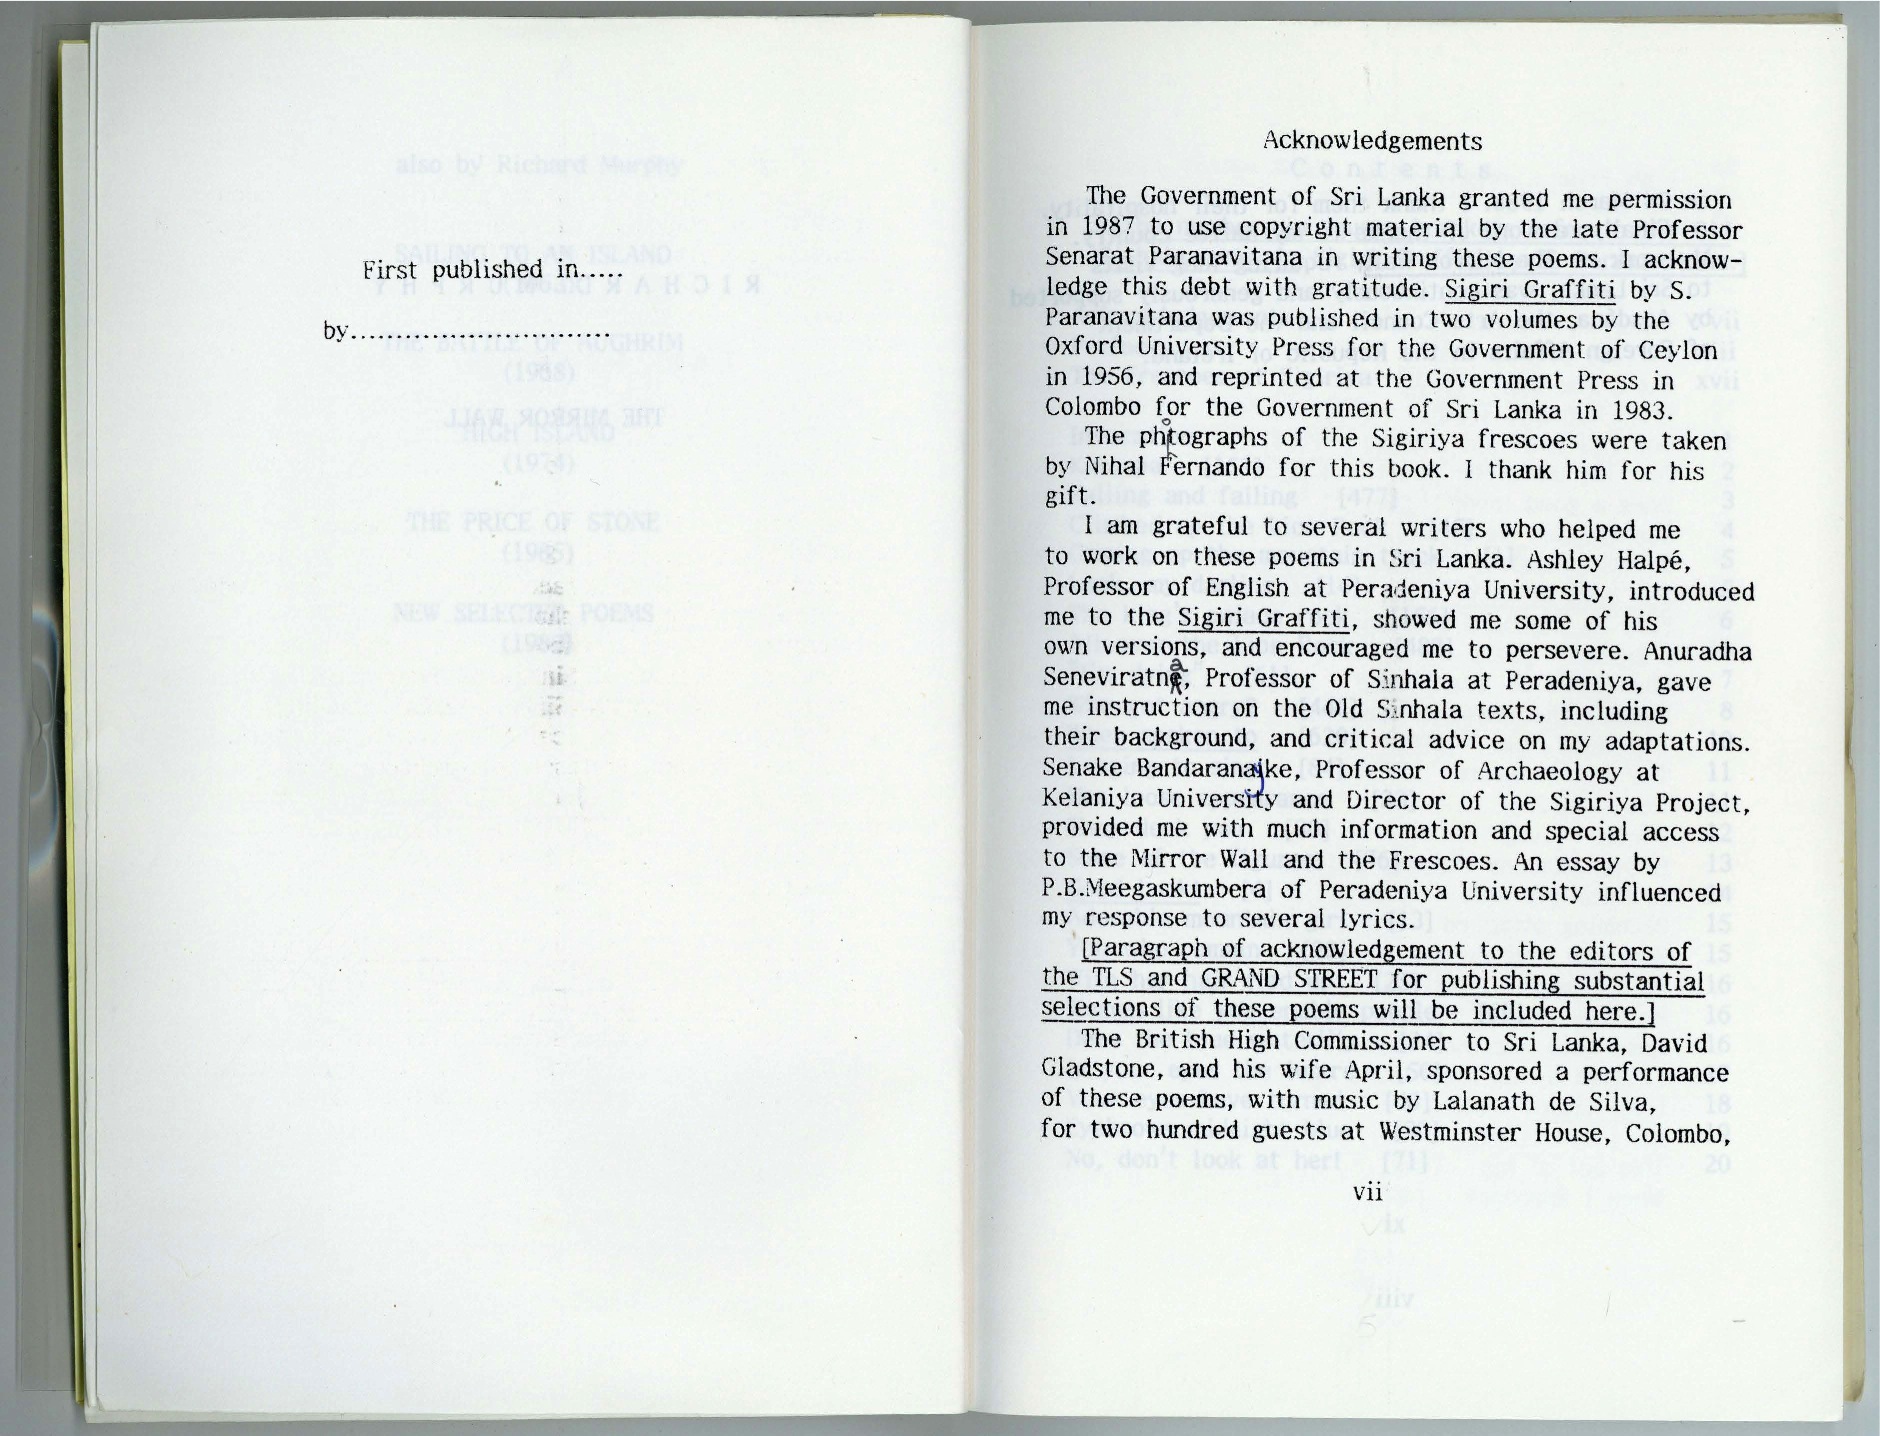 First published in.....
by..........................
Acknowledgements
The Government of Sri Lanka granted me permission
in 1987 to use copyright material by the late Professor
Senarat Paranavitana in writing these poems. I acknow-
ledge this debt with gratitude. Sigiri Graffiti by S.
Paranavitana was published in two volumes by the
Oxford University Press for the Government of Ceylon
in 1956, and reprinted at the Government Press in
Colombo for the Government of Sri Lanka in 1983.
The photographs of the Sigiriya frescoes were taken
by Nihal Fernando for this book. I thank him for his
gift.
I am grateful to several writers who helped me
to work on these poems in Sri Lanka. Ashley Halpé,
Professor of English at Peradeniya University, introduced
me to the Sigiri Graffiti, showed me some of his
own versions, and encouraged me to persevere. Anuradha
Seneviratna, Professor of Sinhala at Peradeniya, gave
me instruction on the Old Sinhala texts, including
their background, and critical advice on my adaptations.
Senake Bandaranayke, Professor of Archaeology at
Kelaniya University and Director of the Sigiriya Project,
provided me with much information and special access
to the Mirror Wall and the Frescoes. An essay by
P.B.Meegaskumbera of Peradeniya University influenced
my response to several lyrics.
[Paragraph of acknowledgement to the editors of
the TLS and GRAND STREET for publishing substantial
selections of these poems will be included here.]
The British High Commissioner to Sri Lanka, David
Gladstone, and his wife April, sponsored a performance
of these poems, with music by Lalanath de Silva,
for two hundred guests at Westminster House, Colombo,
vii